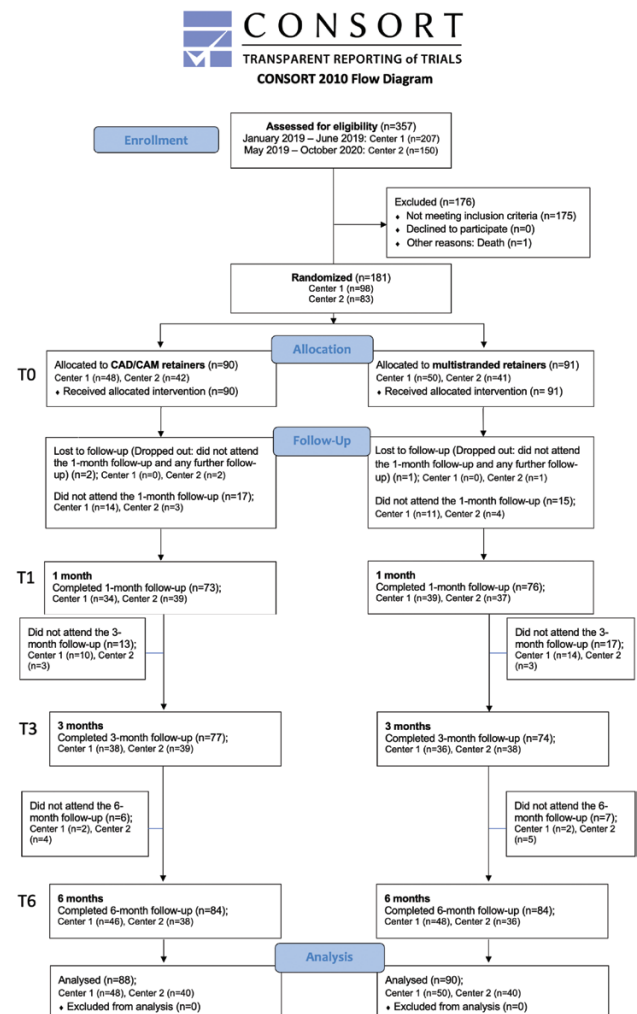 CONSORT
TRANSPARENT REPORTING of TRIALS
CONSORT 2010 Flow Diagram
Enrollment
Assessed for eligibility (n=357)
January 2019 – June 2019: Center 1 (n=207)
May 2019 – October 2020: Center 2 (n=150)
Excluded (n=176)
♦ Not meeting inclusion criteria (n=175)
♦ Declined to participate (n=0)
♦ Other reasons: Death (n=1)
Randomized (n=181)
Center 1 (n=98)
Center 2 (n=83)
Allocation
T0
Allocated to CAD/CAM retainers (n=90)
Center 1 (n=48), Center 2 (n=42)
♦ Received allocated intervention (n=90)
Allocated to multistranded retainers (n=91)
Center 1 (n=50), Center 2 (n=41)
♦ Received allocated intervention (n= 91)
Follow-Up
Lost to follow-up (Dropped out: did not attend
the 1-month follow-up and any further follow-
up) (n=2); Center 1 (n=0), Center 2 (n=2)
Did not attend the 1-month follow-up (n=17);
Center 1 (n=14), Center 2 (n=3)
Lost to follow-up (Dropped out: did not attend
the 1-month follow-up and any further follow-
up) (n=1); Center 1 (n=0), Center 2 (n=1)
Did not attend the 1-month follow-up (n=15);
Center 1 (n=11), Center 2 (n=4)
T1
1 month
Completed 1-month follow-up (n=73);
Center 1 (n=34), Center 2 (n=39)
1 month
Completed 1-month follow-up (n=76);
Center 1 (n=39), Center 2 (n=37)
Did not attend the 3-
month follow-up (n=13);
Center 1 (n=10), Center 2
(n=3)
Did not attend the 3-
month follow-up (n=17);
Center 1 (n=14), Center 2
(n=3)
T3
3 months
Completed 3-month follow-up (n=77);
Center 1 (n=38), Center 2 (n=39)
3 months
Completed 3-month follow-up (n=74);
Center 1 (n=36), Center 2 (n=38)
Did not attend the 6-
month follow-up (n=6);
Center 1 (n=2), Center 2
(n=4)
Did not attend the 6-
month follow-up (n=7);
Center 1 (n=2), Center 2
(n=5)
T6
6 months
Completed 6-month follow-up (n=84);
Center 1 (n=46), Center 2 (n=38)
6 months
Completed 6-month follow-up (n=84);
Center 1 (n=48), Center 2 (n=36)
Analysis
Analysed (n=88);
Center 1 (n=48), Center 2 (n=40)
♦ Excluded from analysis (n=0)
Analysed (n=90);
Center 1 (n=50), Center 2 (n=40)
♦ Excluded from analysis (n=0)